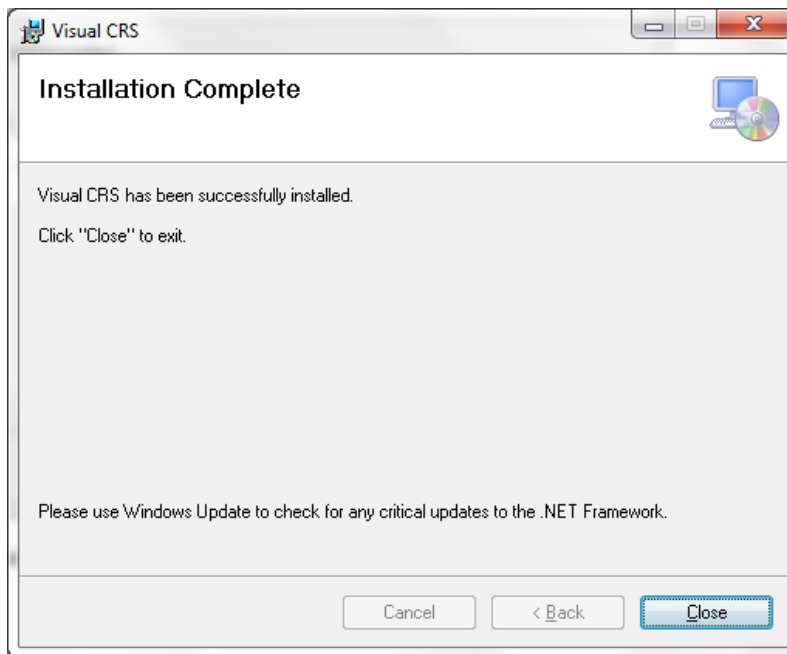 Visual CRS
Installation Complete
Visual CRS has been successfully installed.
Click "Close" to exit.
Please use Windows Update to check for any critical updates to the .NET Framework.
Cancel
< Back
Close